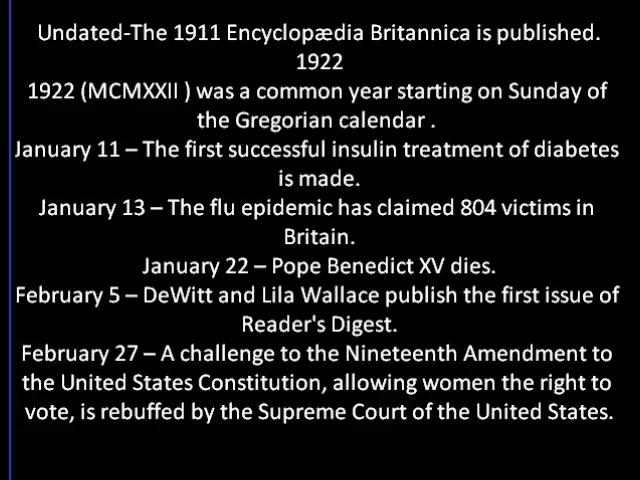 Undated-The 1911 Encyclopædia Britannica is published.
1922
1922 (MCMXXII ) was a common year starting on Sunday of
the Gregorian calendar .
January 11 – The first successful insulin treatment of diabetes
is made.
January 13 – The flu epidemic has claimed 804 victims in
Britain.
January 22 – Pope Benedict XV dies.
February 5 – DeWitt and Lila Wallace publish the first issue of
Reader's Digest.
February 27 – A challenge to the Nineteenth Amendment to
the United States Constitution, allowing women the right to
vote, is rebuffed by the Supreme Court of the United States.